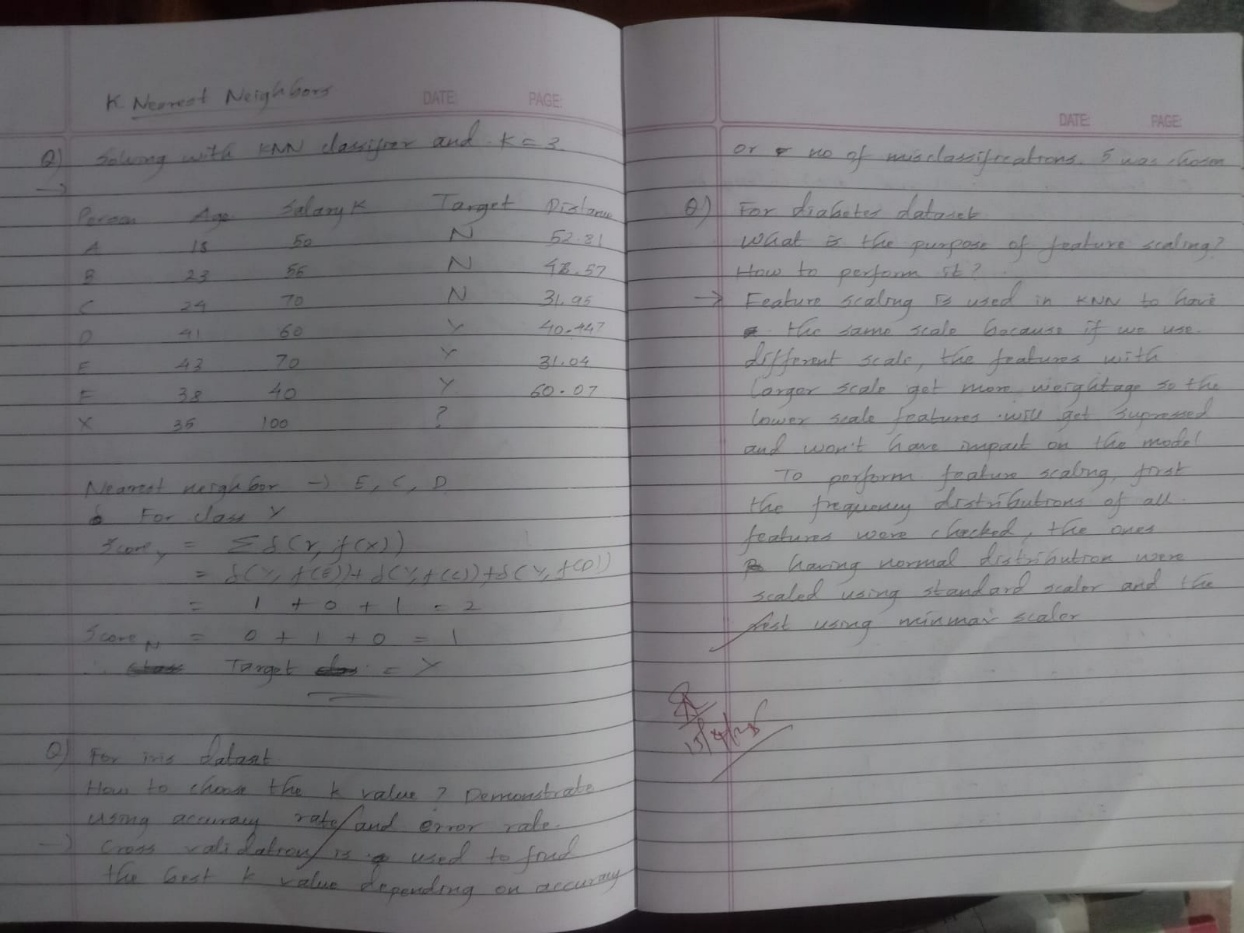 K. Nearest Neighbors
DATE: PAGE:
Q) Solving with KNN classifier and K = 3
→
Person Age Salary K Target Distance
A 18 50 N 52.81
B 23 55 N
C 24 70 N 31.95
D 41 60 Y 40.447
E 43 70 Y 31.04
F 38 40 Y 60.07
X 35 100 ?
Nearest neighbor → E, C, D
For class Y
Score Y = Σ δ(Y, f(x))
= δ(Y, f(E)) + δ(Y, f(C)) + δ(Y, f(D))
= 1 + 0 + 1 = 2
Score N = 0 + 1 + 0 = 1
∴ Target = Y
Q) For iris dataset
How to choose the k value? Demonstrate
using accuracy rate and error rate.
→ Cross validation is used to find
the best k value depending on accuracy
DATE: PAGE:
or no of misclassifications. 5 was chosen
Q) For diabetes dataset
What is the purpose of feature scaling?
How to perform it?
→ Feature scaling is used in KNN to have
the same scale because if we use
different scale, the features with
larger scale get more weightage so the
lower scale features will get supressed
and won't have impact on the model
To perform feature scaling, first
the frequency distributions of all
features were checked, the ones
having normal distribution were
scaled using standard scaler and the
rest using minmax scaler